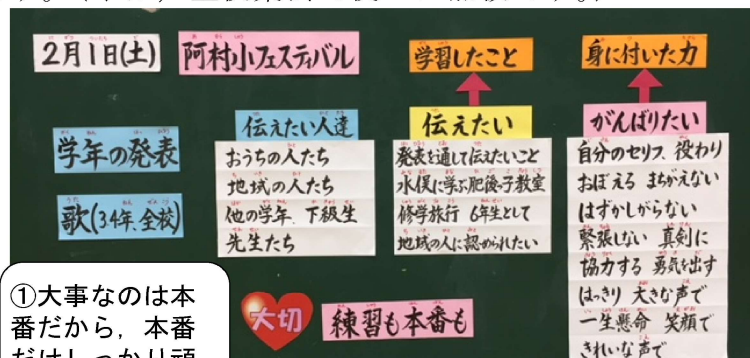 2月1日(土)
阿村小フェスティバル
学年の発表
歌(3.4年、全校)
伝えたい人達
おうちの人たち
地域の人たち
他の学年、下級生
先生たち
学習したこと
伝えたい
発表を通して伝えたいこと
水俣に学ぶ肥後っ子教室
修学旅行 6年生として
地域の人に認められたい
身に付いた力
がんばりたい
自分のセリフ、役わり
おぼえる まちがえない
はずかしがらない
緊張しない 真剣に
協力する 勇気を出す
はっきり 大きな声で
一生懸命 笑顔で
きれいな声で
大切
練習も本番も
①大事なのは本
番だから，本番
だけしっかり頑